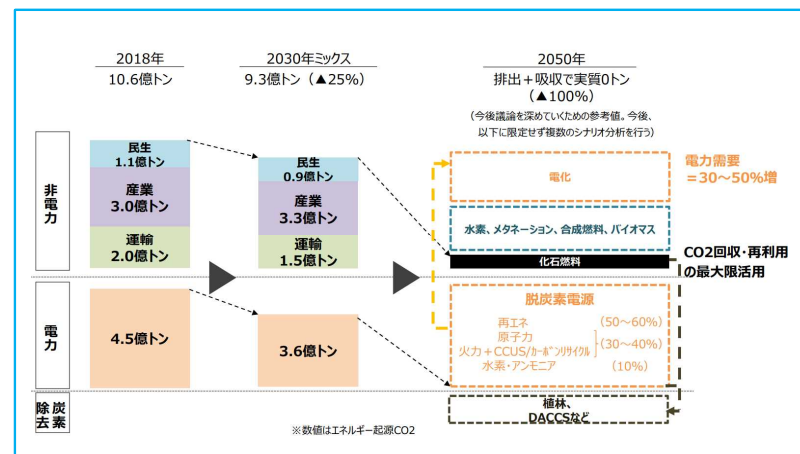 2018年
10.6億トン
2030年ミックス
9.3億トン（▲25%）
2050年
排出＋吸収で実質0トン
（▲100%）
（今後議論を深めていくための参考値。今後、
以下に限定せず複数のシナリオ分析を行う）
非電力
民生
1.1億トン
産業
3.0億トン
運輸
2.0億トン
民生
0.9億トン
産業
3.3億トン
運輸
1.5億トン
電化
電力需要
＝30～50%増
水素、メタネーション、合成燃料、バイオマス
化石燃料
CO2回収・再利用
の最大限活用
電力
4.5億トン
3.6億トン
脱炭素電源
再エネ （50～60%）
原子力
火力＋CCUS/カーボンリサイクル （30～40%）
水素・アンモニア （10%）
炭素除去
植林、
DACCSなど
※数値はエネルギー起源CO2